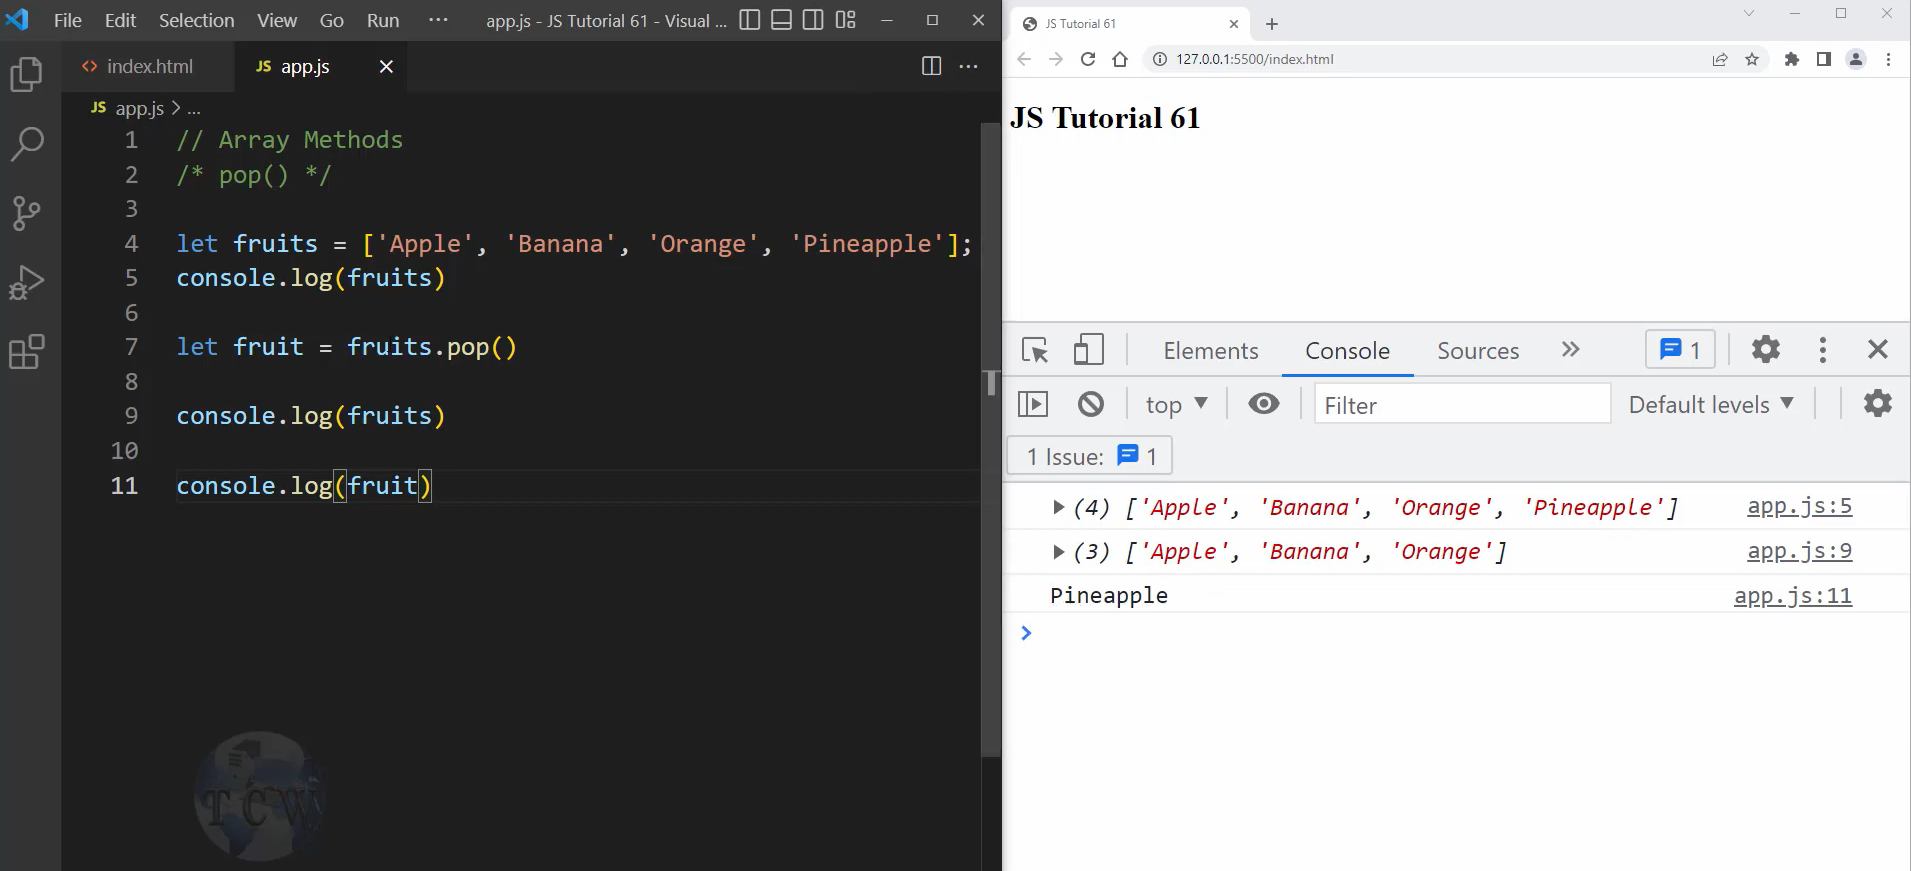 File Edit Selection View Go Run ··· app.js - JS Tutorial 61 - Visual ...
<> index.html JS app.js
JS app.js > ...
1 // Array Methods
2 /* pop() */
3
4 let fruits = ['Apple', 'Banana', 'Orange', 'Pineapple'];
5 console.log(fruits)
6
7 let fruit = fruits.pop()
8
9 console.log(fruits)
10
11 console.log(fruit)
TCW
JS Tutorial 61
127.0.0.1:5500/index.html
JS Tutorial 61
Elements Console Sources » 1
top Filter Default levels
1 Issue: 1
(4) ['Apple', 'Banana', 'Orange', 'Pineapple'] app.js:5
(3) ['Apple', 'Banana', 'Orange'] app.js:9
Pineapple app.js:11
>